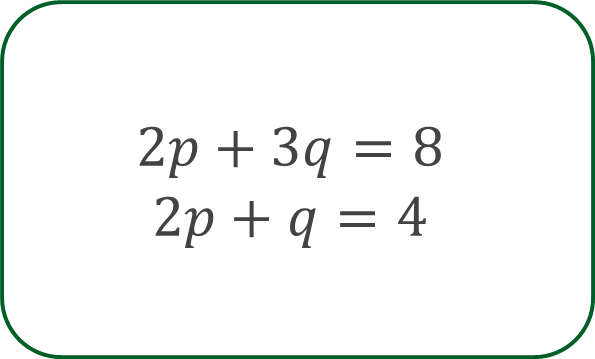 2p + 3q = 8
2p + q = 4